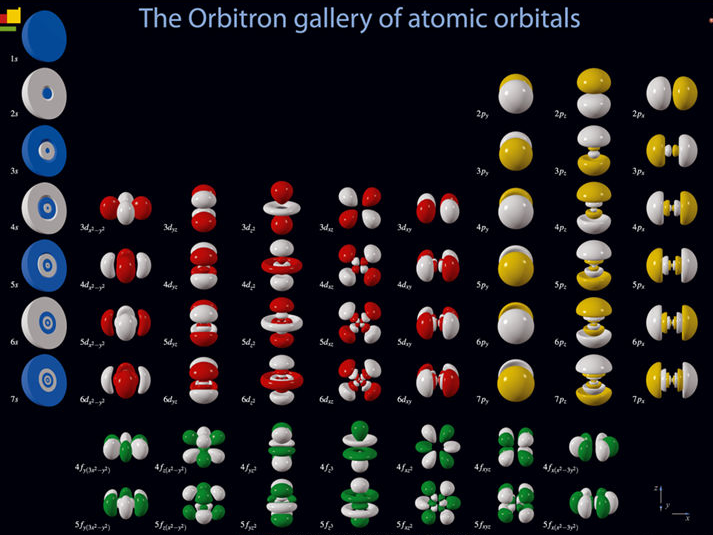 The Orbitron gallery of atomic orbitals
1s
2s 2py 2pz 2px
3s 3py 3pz 3px
4s 3dx²−y² 3dyz 3dz² 3dxz 3dxy 4py 4pz 4px
5s 4dx²−y² 4dyz 4dz² 4dxz 4dxy 5py 5pz 5px
6s 5dx²−y² 5dyz 5dz² 5dxz 5dxy 6py 6pz 6px
7s 6dx²−y² 6dyz 6dz² 6dxz 6dxy 7py 7pz 7px
4fy(3x²−y²) 4fz(x²−y²) 4fyz² 4fz³ 4fxz² 4fxyz 4fx(x²−3y²)
5fy(3x²−y²) 5fz(x²−y²) 5fyz² 5fz³ 5fxz² 5fxyz 5fx(x²−3y²)
z
y
x